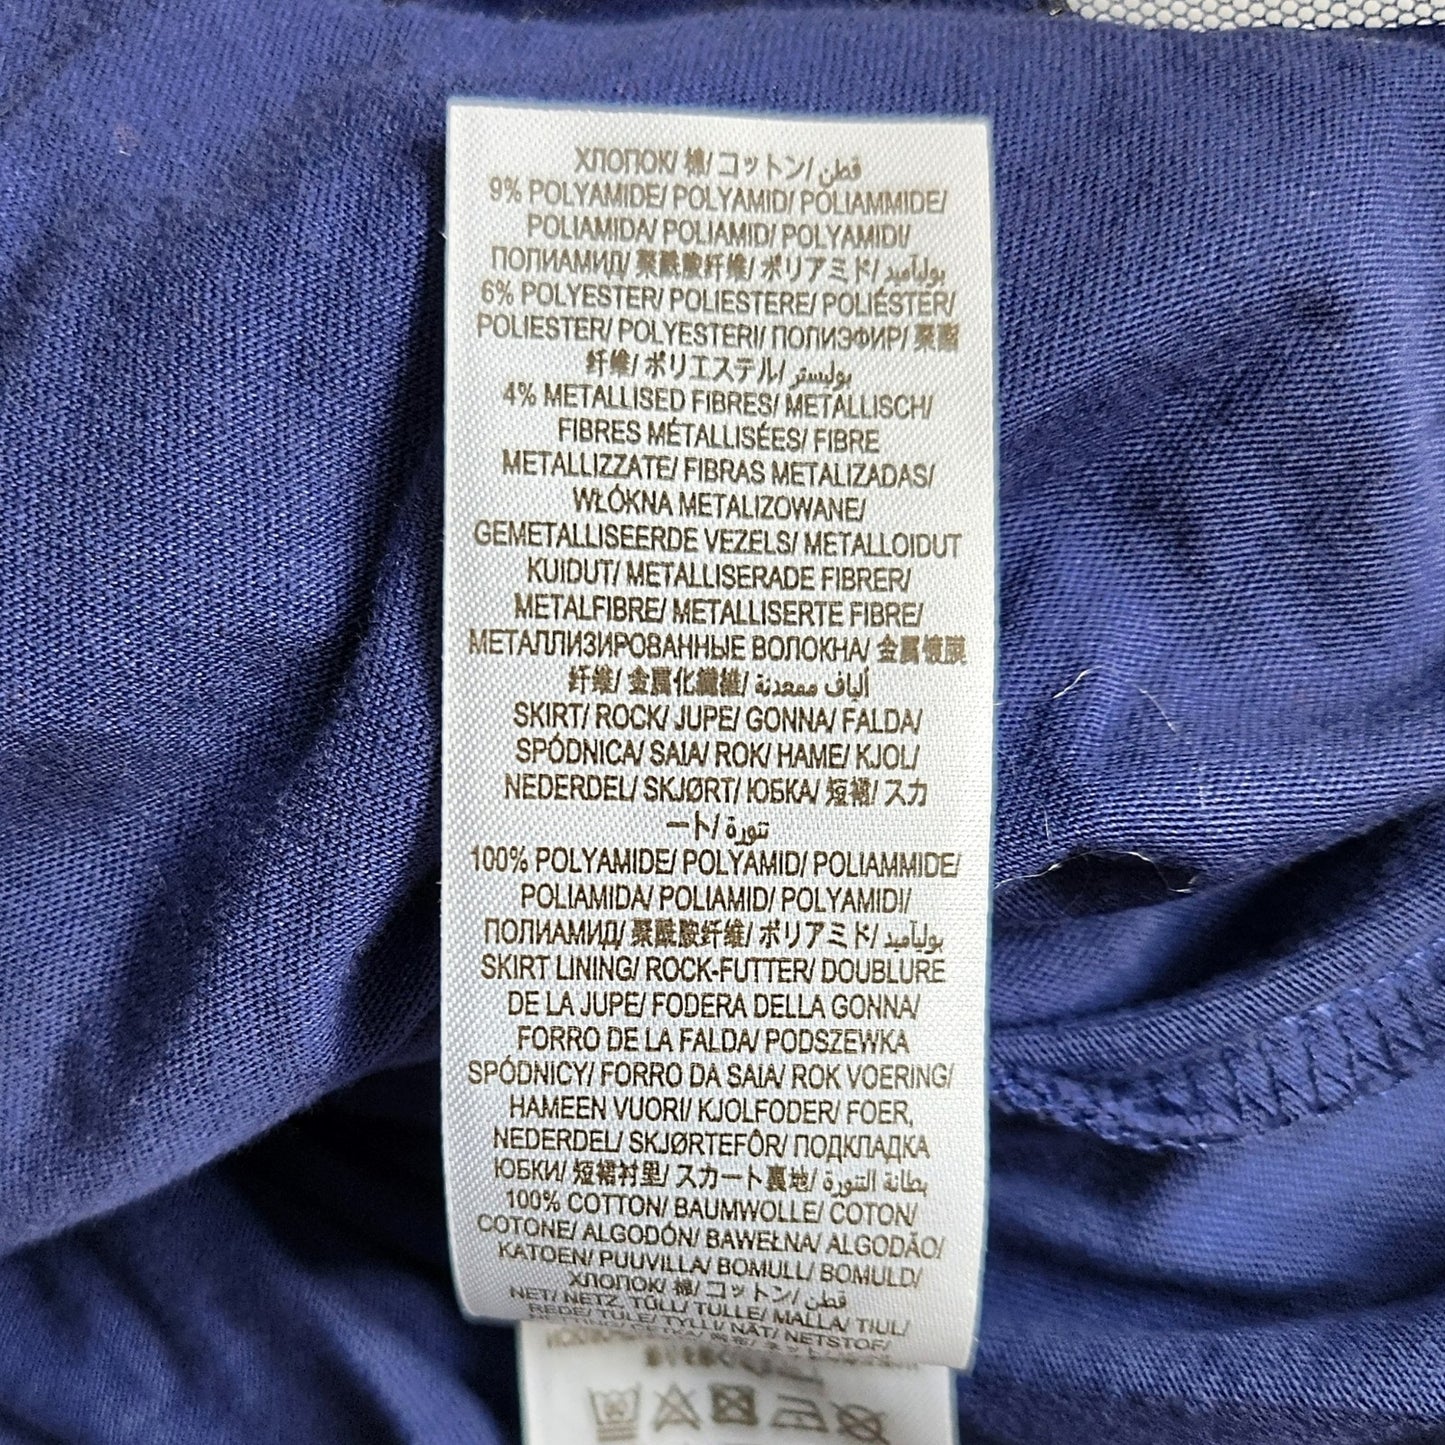 ХЛОПОК/ 棉/ コットン/ قطن
9% POLYAMIDE/ POLYAMID/ POLIAMMIDE/
POLIAMIDA/ POLIAMID/ POLYAMIDI/
ПОЛИАМИД/ 聚酰胺纤维/ ポリアミド/ بولياميد
6% POLYESTER/ POLIESTERE/ POLIÉSTER/
POLIESTER/ POLYESTERI/ ПОЛИЭФИР/ 聚酯
纤维/ ポリエステル/ بوليستر
4% METALLISED FIBRES/ METALLISCH/
FIBRES MÉTALLISÉES/ FIBRE
METALLIZZATE/ FIBRAS METALIZADAS/
WŁÓKNA METALIZOWANE/
GEMETALLISEERDE VEZELS/ METALLOIDUT
KUIDUT/ METALLISERADE FIBRER/
METALFIBRE/ METALLISERTE FIBRE/
МЕТАЛЛИЗИРОВАННЫЕ ВОЛОКНА/ 金属镀膜
纤维/ 金属化繊維/ ألياف ممعدنة
SKIRT/ ROCK/ JUPE/ GONNA/ FALDA/
SPÓDNICA/ SAIA/ ROK/ HAME/ KJOL/
NEDERDEL/ SKJØRT/ ЮБКА/ 短裙/ スカ
ート/ تنورة
100% POLYAMIDE/ POLYAMID/ POLIAMMIDE/
POLIAMIDA/ POLIAMID/ POLYAMIDI/
ПОЛИАМИД/ 聚酰胺纤维/ ポリアミド/ بولياميد
SKIRT LINING/ ROCK-FUTTER/ DOUBLURE
DE LA JUPE/ FODERA DELLA GONNA/
FORRO DE LA FALDA/ PODSZEWKA
SPÓDNICY/ FORRO DA SAIA/ ROK VOERING/
HAMEEN VUORI/ KJOLFODER/ FOER,
NEDERDEL/ SKJØRTEFÔR/ ПОДКЛАДКА
ЮБКИ/ 短裙衬里/ スカート裏地/ بطانة التنورة
100% COTTON/ BAUMWOLLE/ COTON/
COTONE/ ALGODÓN/ BAWEŁNA/ ALGODÃO/
KATOEN/ PUUVILLA/ BOMULL/ BOMULD/
ХЛОПОК/ 棉/ コットン/ قطن
NET/ NETZ, TÜLL/ TULLE/ MALLA/ TIUL/
REDE/ TULE/ TYLLI/ NÄT/ NETSTOF/